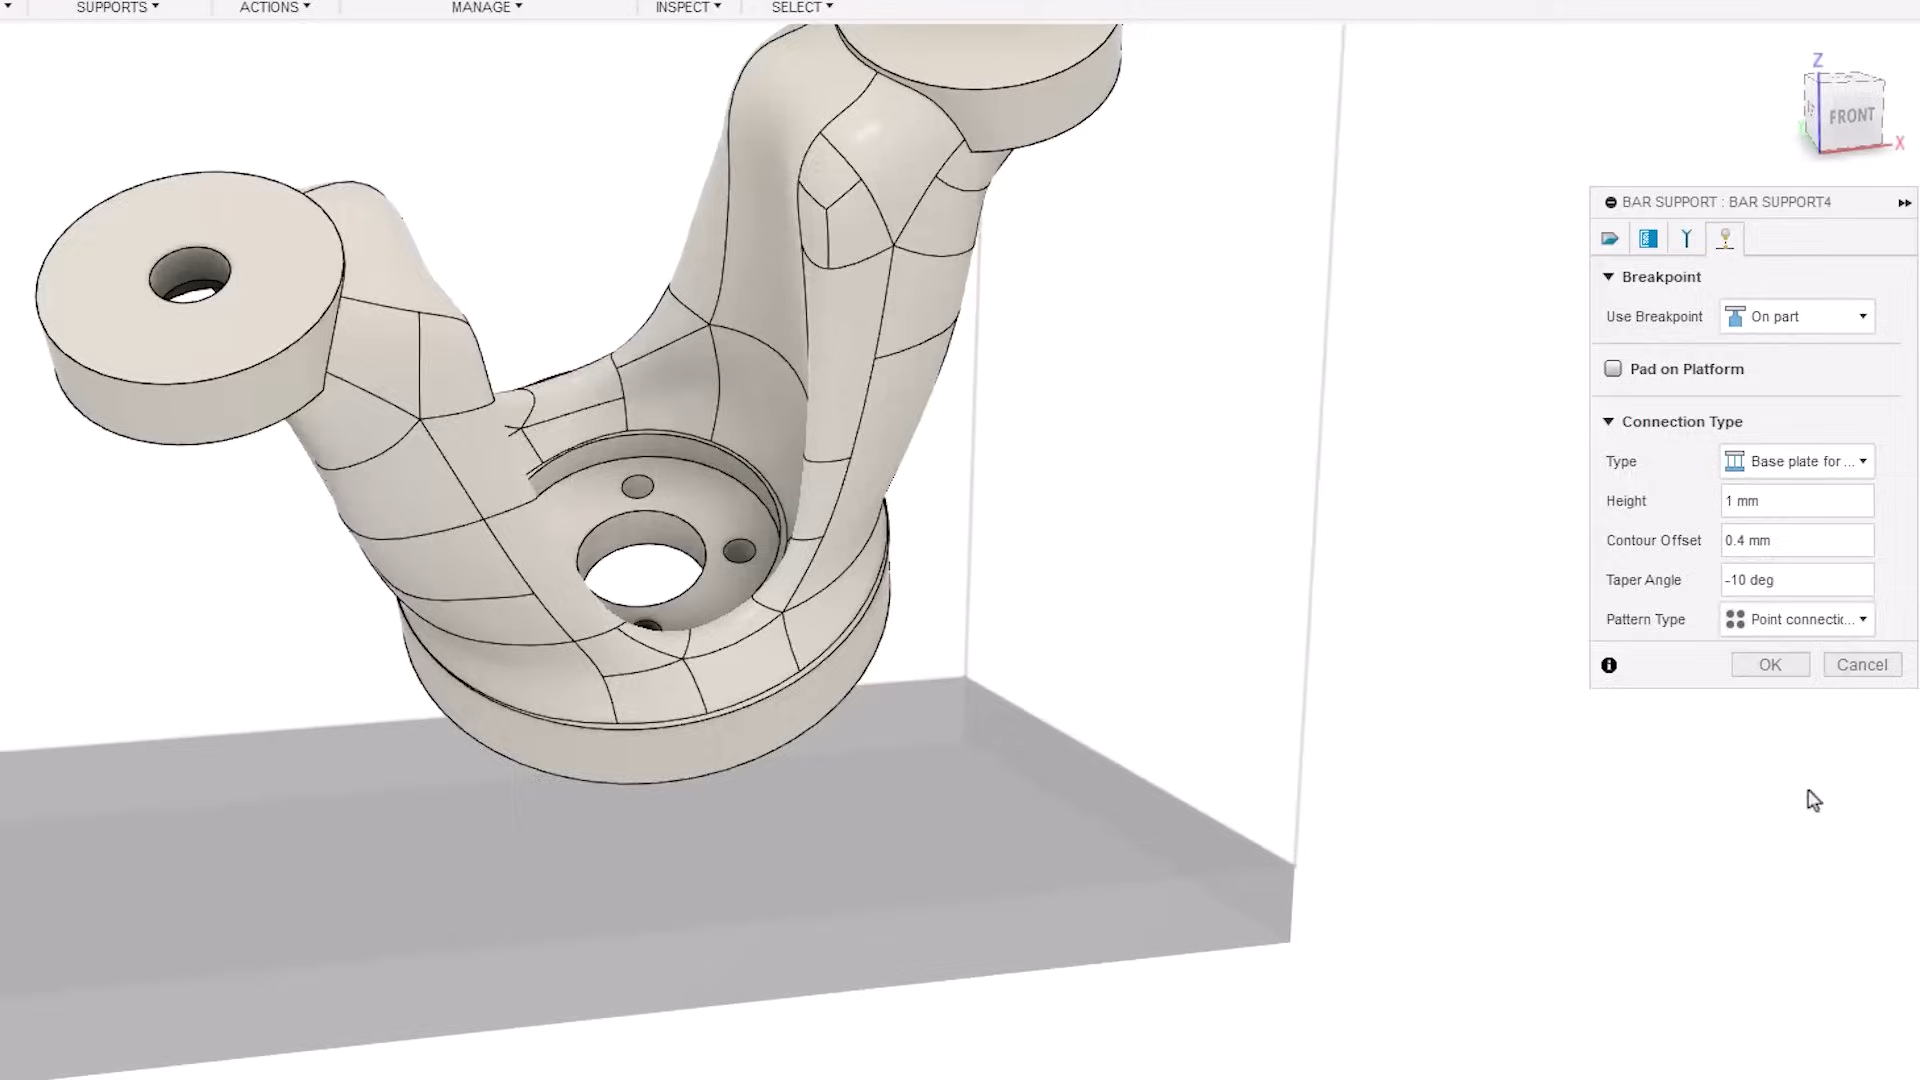 SUPPORTS ACTIONS MANAGE INSPECT SELECT
Z
FRONT
X
BAR SUPPORT : BAR SUPPORT4
Breakpoint
Use Breakpoint On part
Pad on Platform
Connection Type
Type Base plate for ...
Height 1 mm
Contour Offset 0.4 mm
Taper Angle -10 deg
Pattern Type Point connectic...
OK Cancel